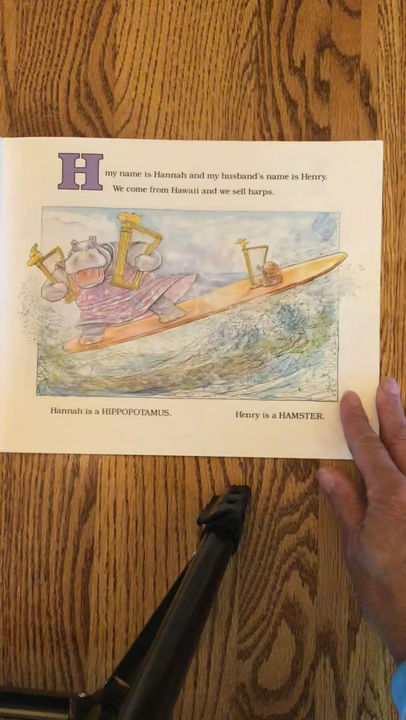 H my name is Hannah and my husband's name is Henry.
We come from Hawaii and we sell harps.
Hannah is a HIPPOPOTAMUS.
Henry is a HAMSTER.